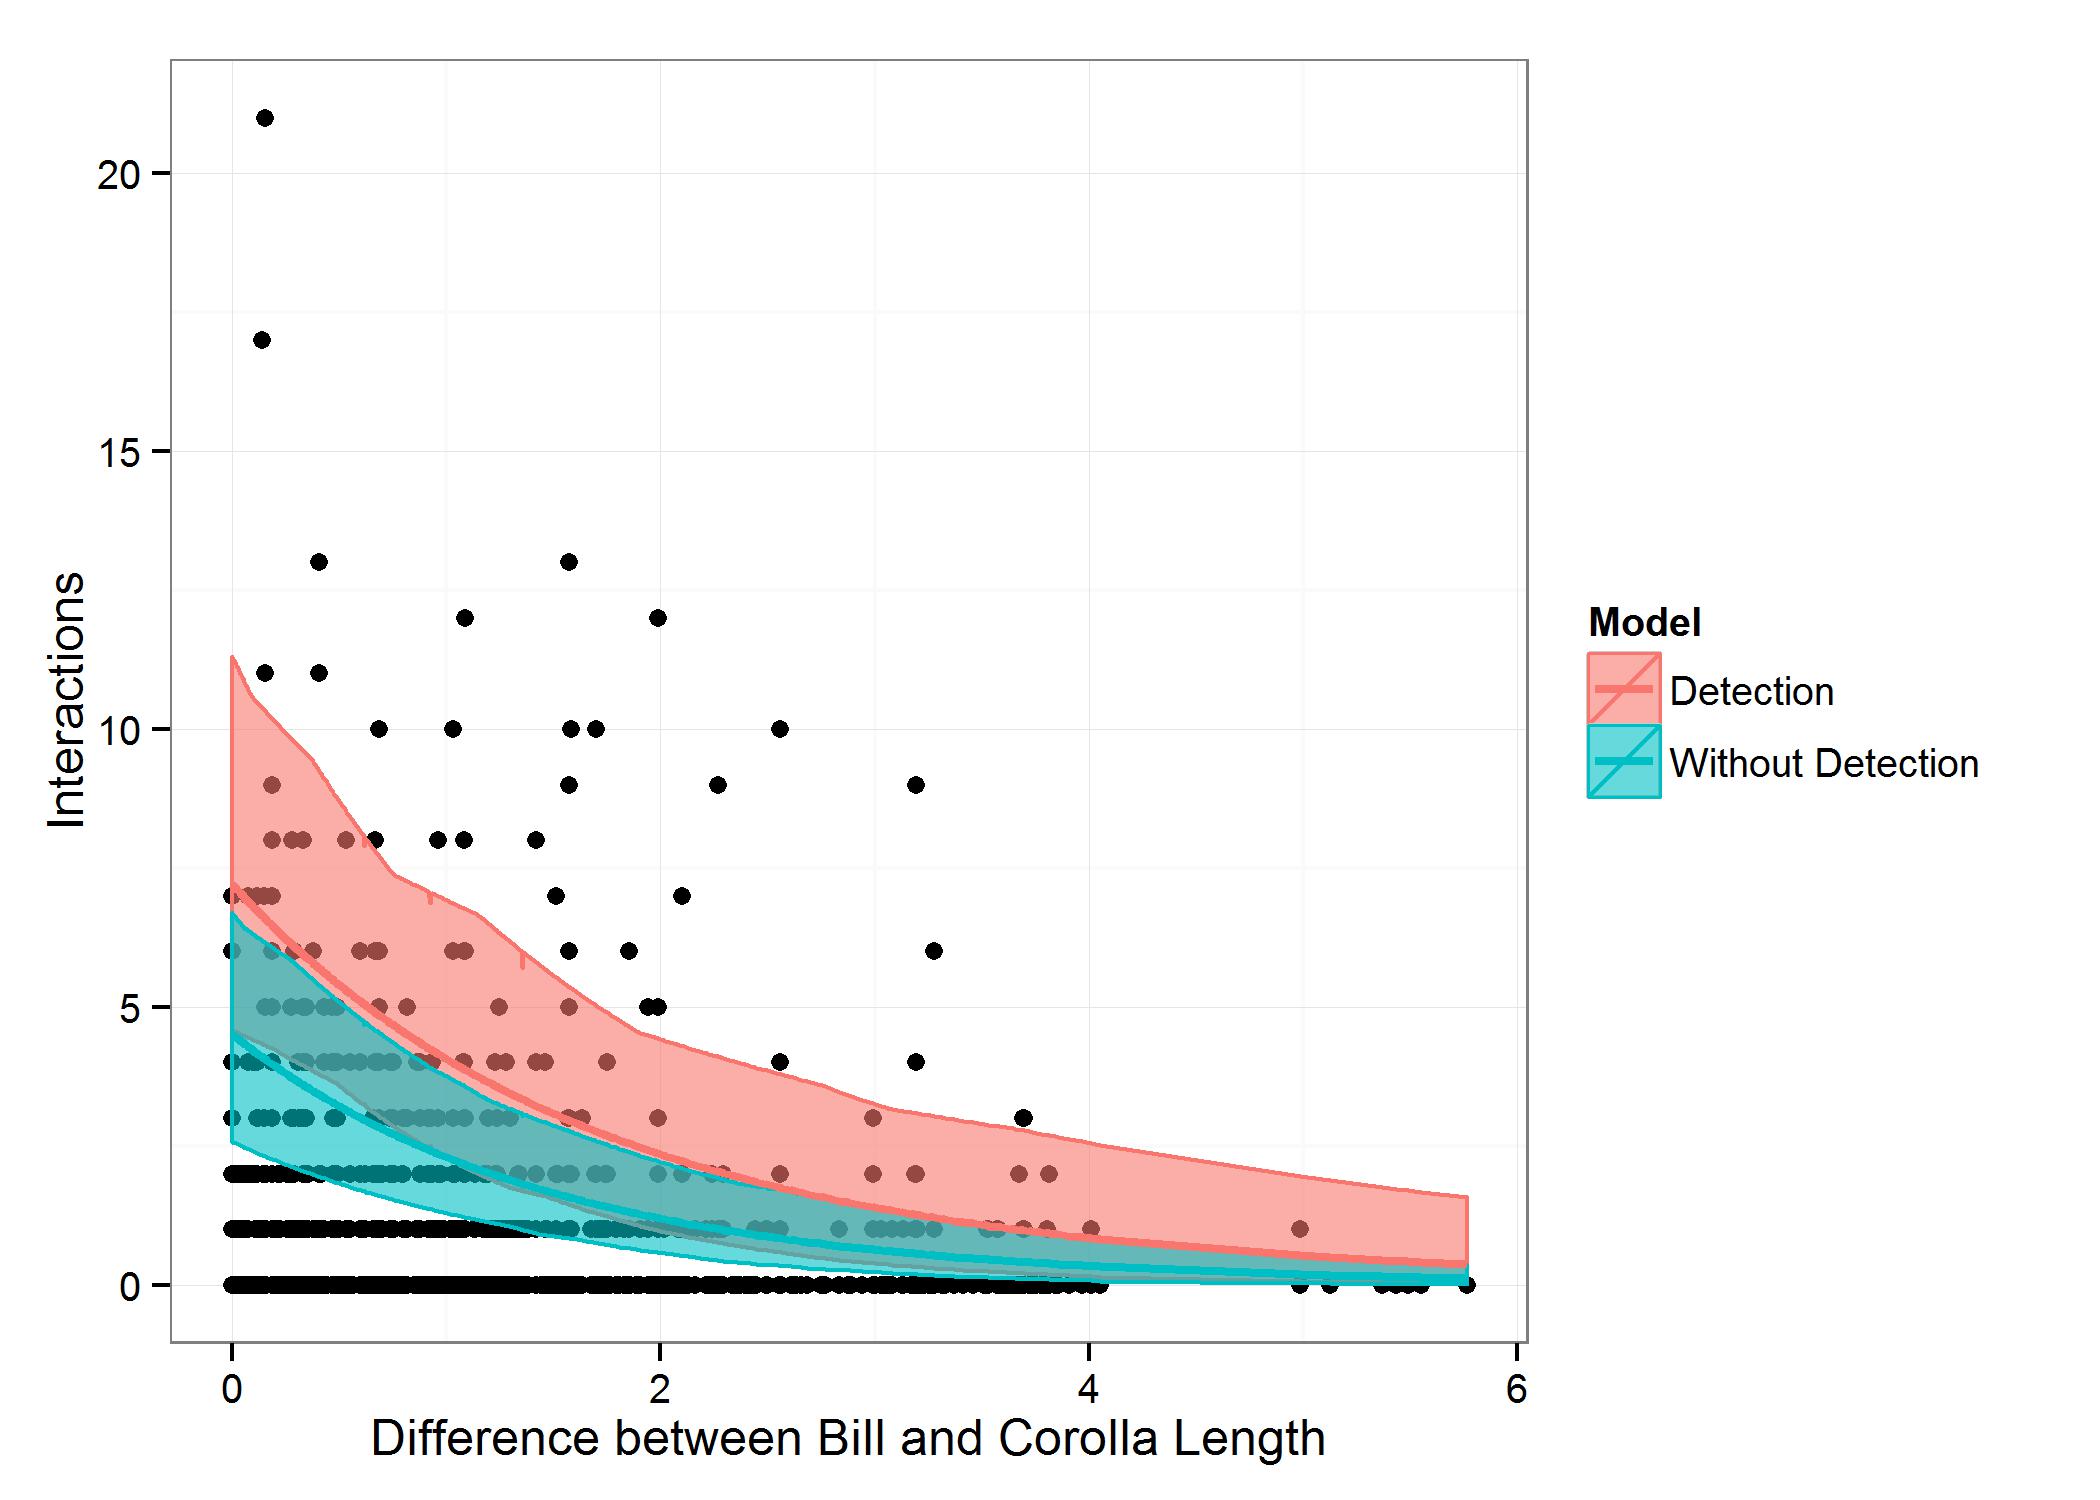 20
15
10
5
0
Interactions
0 2 4 6
Difference between Bill and Corolla Length
Model
Detection
Without Detection